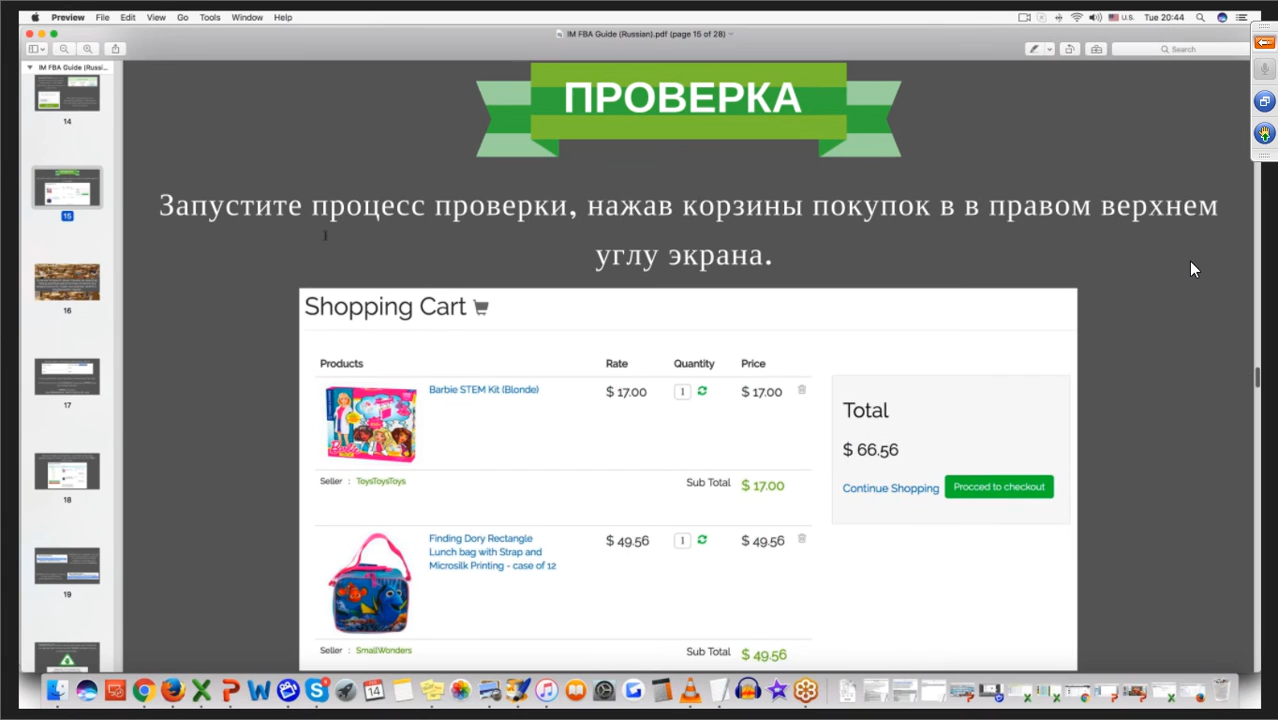 Preview File Edit View Go Tools Window Help U.S. Tue 20:44
IM FBA Guide (Russian).pdf (page 15 of 28)
Search
IM FBA Guide (Russi...
14
15
16
17
18
19
ПРОВЕРКА
Запустите процесс проверки, нажав корзины покупок в в правом верхнем
углу экрана.
Shopping Cart
Products Rate Quantity Price
Barbie STEM Kit (Blonde) $ 17.00 1 $ 17.00
Seller : ToysToysToys Sub Total $ 17.00
Finding Dory Rectangle
Lunch bag with Strap and
Microsilk Printing - case of 12
$ 49.56 1 $ 49.56
Seller : SmallWonders Sub Total $ 49.56
Total
$ 66.56
Continue Shopping Procced to checkout
14